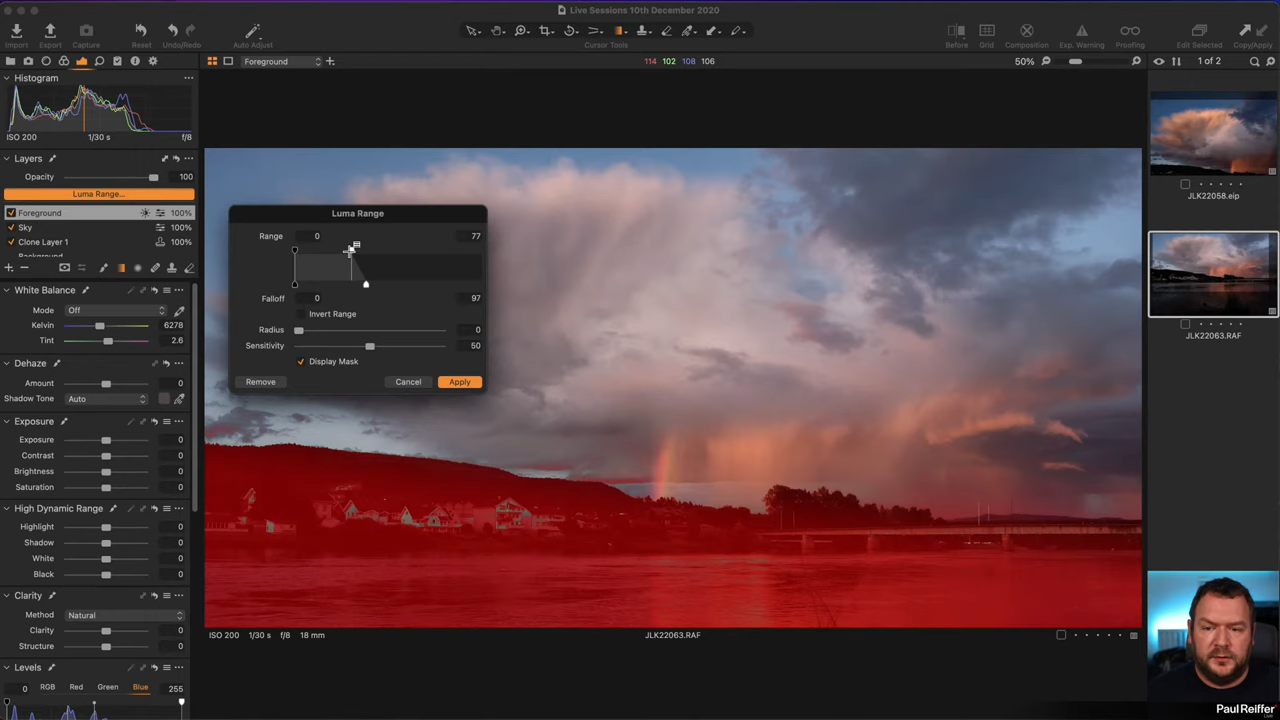 Live Sessions 10th December 2020
Import
Export
Capture
Reset
Undo/Redo
Auto Adjust
Cursor Tools
Before
Grid
Composition
Exp. Warning
Proofing
Edit Selected
Copy/Apply
Foreground
114 102 108 106
50%
1 of 2
Histogram
ISO 200
1/30 s
f/8
Layers
Opacity
100
Luma Range...
Foreground
100%
Sky
100%
Clone Layer 1
100%
Background
White Balance
Mode
Off
Kelvin
6278
Tint
2.6
Dehaze
Amount
0
Shadow Tone
Auto
Exposure
Exposure
0
Contrast
0
Brightness
0
Saturation
0
High Dynamic Range
Highlight
0
Shadow
0
White
0
Black
0
Clarity
Method
Natural
Clarity
0
Structure
0
Levels
0
RGB
Red
Green
Blue
255
Luma Range
Range
0
77
Falloff
0
97
Invert Range
Radius
0
Sensitivity
50
Display Mask
Remove
Cancel
Apply
ISO 200
1/30 s
f/8
18 mm
JLK22063.RAF
JLK22058.eip
JLK22063.RAF
Paul Reiffer
Live